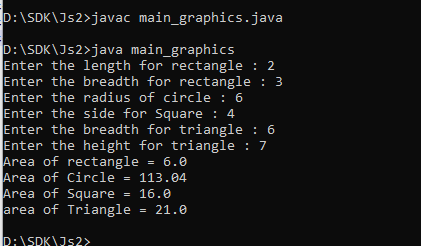 D:\SDK\Js2>javac main_graphics.java
D:\SDK\Js2>java main_graphics
Enter the length for rectangle : 2
Enter the breadth for rectangle : 3
Enter the radius of circle : 6
Enter the side for Square : 4
Enter the breadth for triangle : 6
Enter the height for triangle : 7
Area of rectangle = 6.0
Area of Circle = 113.04
Area of Square = 16.0
area of Triangle = 21.0
D:\SDK\Js2>